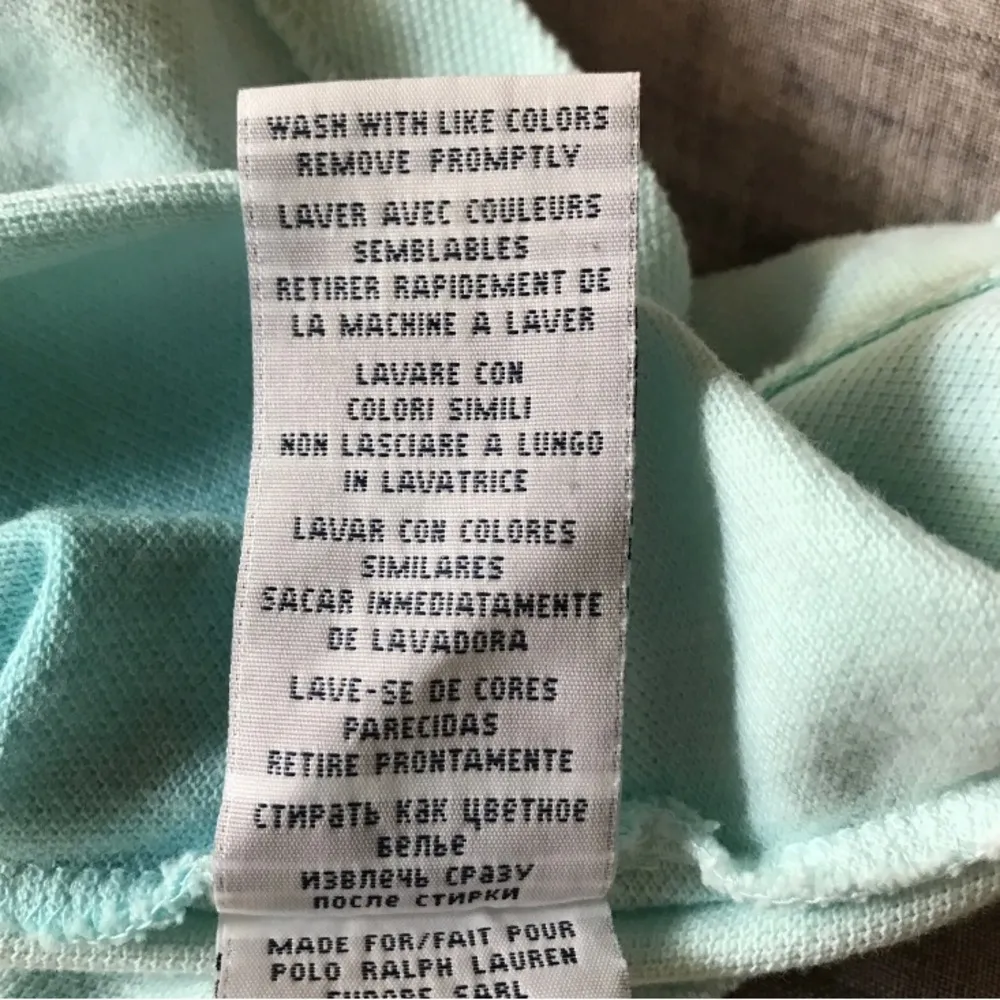 WASH WITH LIKE COLORS
REMOVE PROMPTLY
LAVER AVEC COULEURS
SEMBLABLES
RETIRER RAPIDEMENT DE
LA MACHINE A LAVER
LAVARE CON
COLORI SIMILI
NON LASCIARE A LUNGO
IN LAVATRICE
LAVAR CON COLORES
SIMILARES
SACAR INMEDIATAMENTE
DE LAVADORA
LAVE-SE DE CORES
PARECIDAS
RETIRE PRONTAMENTE
СТИРАТЬ КАК ЦВЕТНОЕ
БЕЛЬЕ
ИЗВЛЕЧЬ СРАЗУ
ПОСЛЕ СТИРКИ
MADE FOR/FAIT POUR
POLO RALPH LAUREN
EUROPE SARL